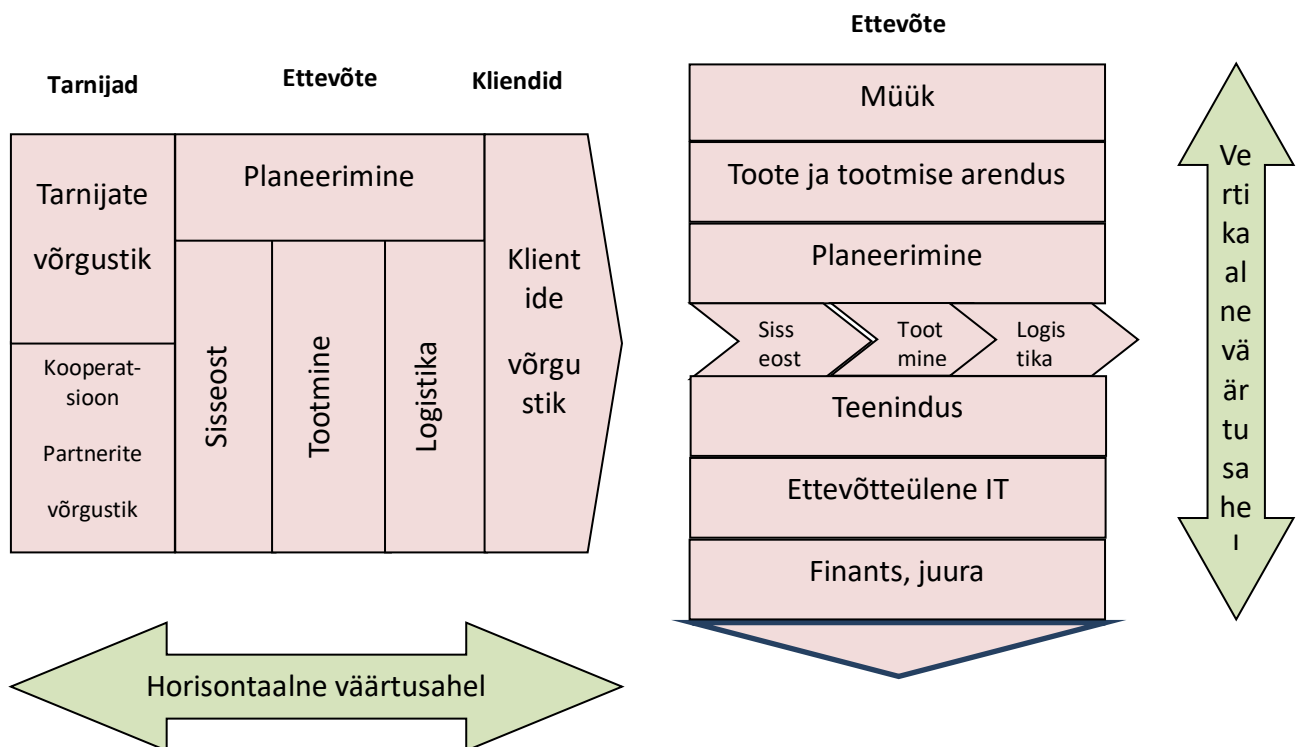 Tarnijad
Ettevõte
Kliendid
Tarnijate
võrgustik
Kooperat-
sioon
Partnerite
võrgustik
Planeerimine
Sisseost
Tootmine
Logistika
Klient
ide
võrgu
stik
Horisontaalne väärtusahel
Ettevõte
Müük
Toote ja tootmise arendus
Planeerimine
Siss
eost
Toot
mine
Logis
tika
Teenindus
Ettevõtteülene IT
Finants, juura
Ve
rti
ka
al
ne
vä
är
tu
sa
he
l